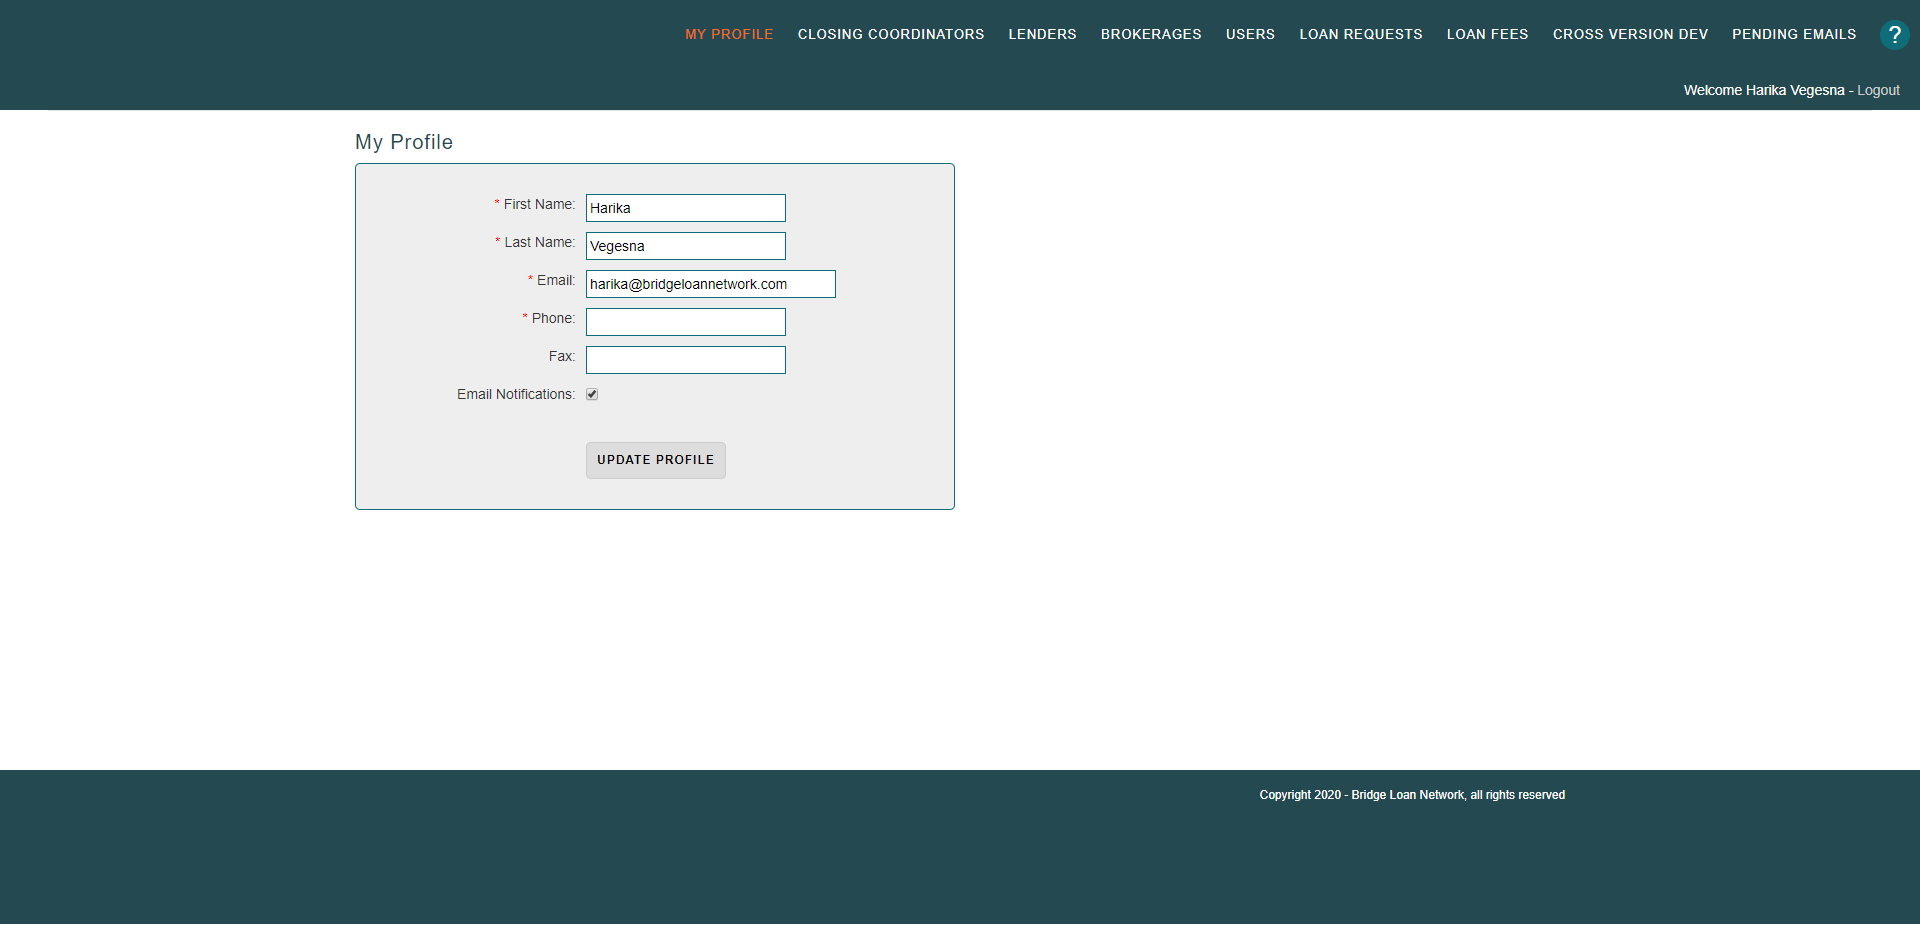 MY PROFILE CLOSING COORDINATORS LENDERS BROKERAGES USERS LOAN REQUESTS LOAN FEES CROSS VERSION DEV PENDING EMAILS ?
Welcome Harika Vegesna - Logout
My Profile
* First Name: Harika
* Last Name: Vegesna
* Email: harika@bridgeloannetwork.com
* Phone:
Fax:
Email Notifications:
UPDATE PROFILE
Copyright 2020 - Bridge Loan Network, all rights reserved